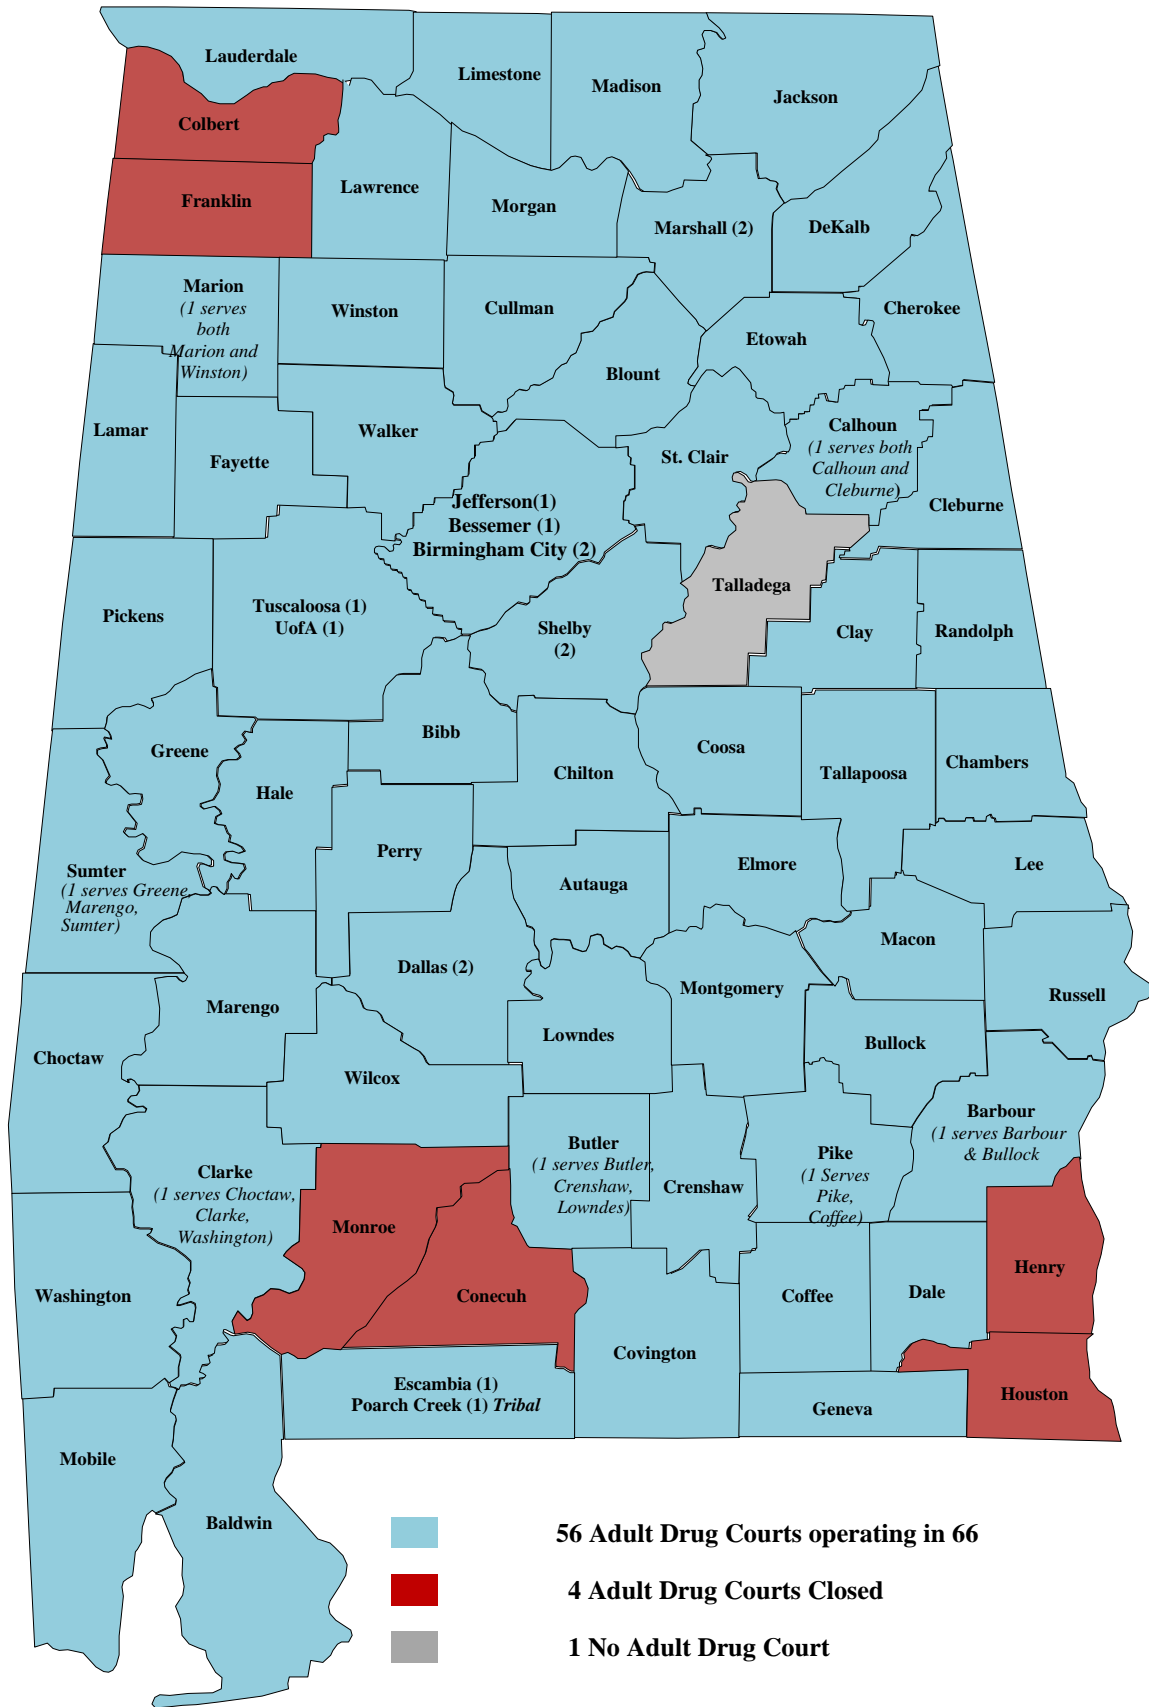 Lauderdale
Limestone
Madison
Jackson
Colbert
Franklin
Lawrence
Morgan
Marshall (2)
DeKalb
Marion
(1 serves
both
Marion and
Winston)
Winston
Cullman
Cherokee
Etowah
Blount
Lamar
Fayette
Walker
St. Clair
Calhoun
(1 serves both
Calhoun and
Cleburne)
Cleburne
Jefferson(1)
Bessemer (1)
Birmingham City (2)
Talladega
Pickens
Tuscaloosa (1)
UofA (1)
Shelby
(2)
Clay
Randolph
Greene
Bibb
Hale
Chilton
Coosa
Tallapoosa
Chambers
Sumter
(1 serves Greene,
Marengo,
Sumter)
Perry
Autauga
Elmore
Lee
Macon
Dallas (2)
Montgomery
Russell
Marengo
Lowndes
Bullock
Choctaw
Wilcox
Barbour
(1 serves Barbour
& Bullock
Clarke
(1 serves Choctaw,
Clarke,
Washington)
Butler
(1 serves Butler,
Crenshaw,
Lowndes)
Crenshaw
Pike
(1 Serves
Pike,
Coffee)
Monroe
Henry
Washington
Conecuh
Coffee
Dale
Covington
Escambia (1)
Poarch Creek (1) Tribal
Geneva
Houston
Mobile
Baldwin
56 Adult Drug Courts operating in 66
4 Adult Drug Courts Closed
1 No Adult Drug Court